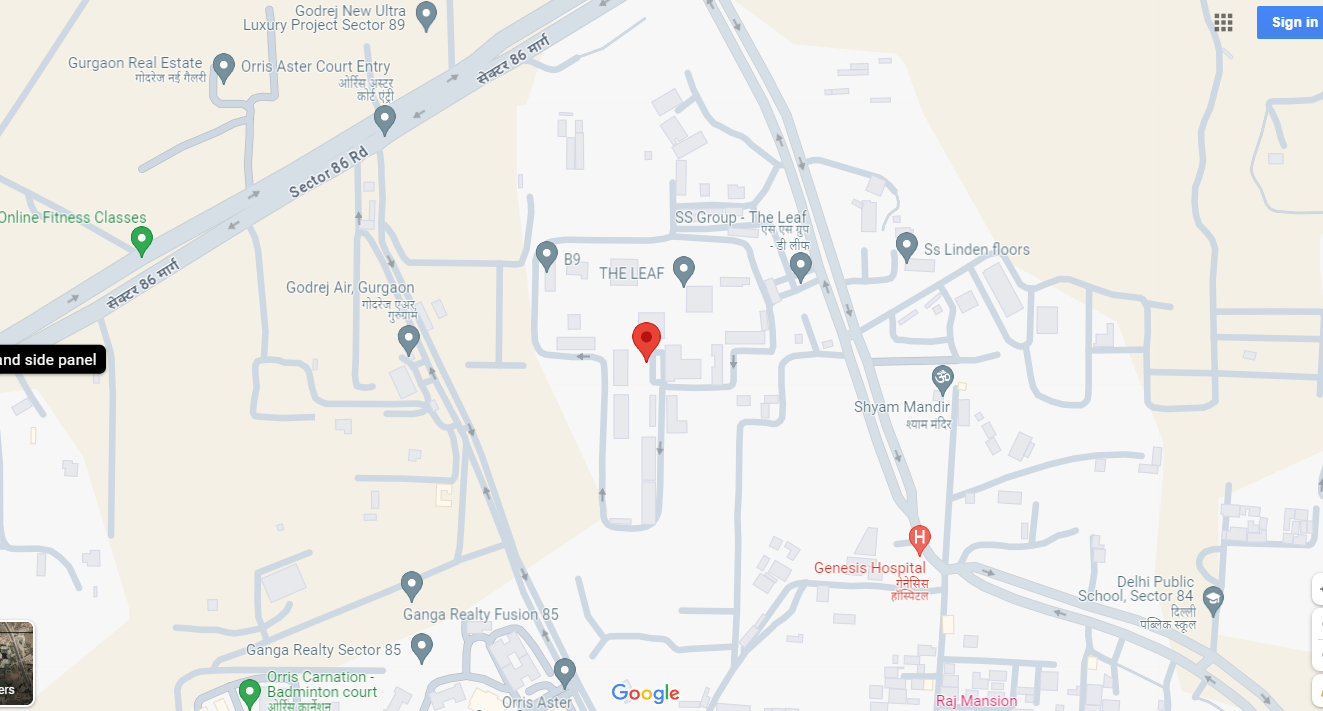 Godrej New Ultra
Luxury Project Sector 89
Sign in
Gurgaon Real Estate
गोदरेज नई गैलरी
Orris Aster Court Entry
ओर्रिस अस्टर
कोर्ट एंट्री
सेक्टर 86 मार्ग
Sector 86 Rd
Online Fitness Classes
सेक्टर 86 मार्ग
SS Group - The Leaf
एस एस ग्रुप
- डी लीफ
Ss Linden floors
B9
THE LEAF
Godrej Air, Gurgaon
गोदरेज एअर,
गुरुग्राम
and side panel
Shyam Mandir
श्याम मंदिर
Genesis Hospital
गेनेसिस
हॉस्पिटल
Delhi Public
School, Sector 84
दिल्ली
पब्लिक स्कूल
Ganga Realty Fusion 85
Ganga Realty Sector 85
Orris Carnation -
Badminton court
ओर्रिस कार्नेशन
Orris Aster
Google
Raj Mansion
ers